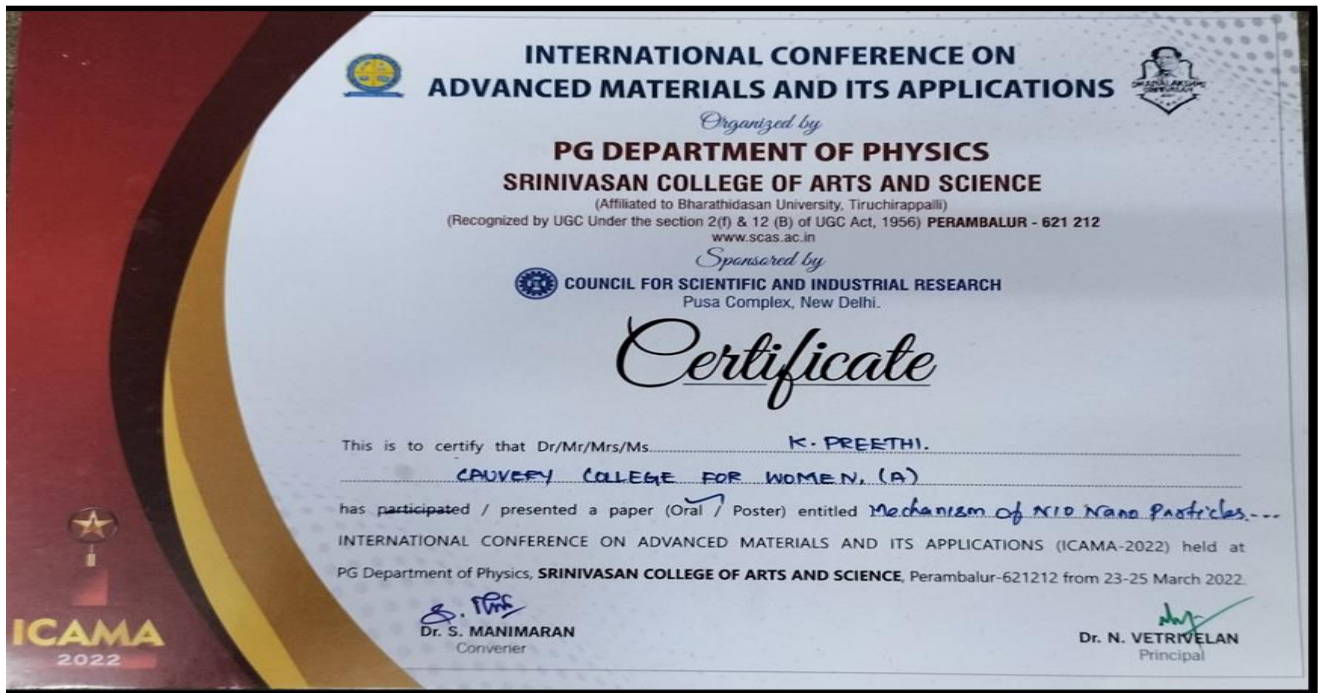 INTERNATIONAL CONFERENCE ON
ADVANCED MATERIALS AND ITS APPLICATIONS
Organized by
PG DEPARTMENT OF PHYSICS
SRINIVASAN COLLEGE OF ARTS AND SCIENCE
(Affiliated to Bharathidasan University, Tiruchirappalli)
(Recognized by UGC Under the section 2(f) & 12 (B) of UGC Act, 1956) PERAMBALUR - 621 212
www.scas.ac.in
Sponsored by
COUNCIL FOR SCIENTIFIC AND INDUSTRIAL RESEARCH
Pusa Complex, New Delhi.
Certificate
This is to certify that Dr/Mr/Mrs/Ms. K. PREETHI.
CAUVERY COLLEGE FOR WOMEN, (A)
has participated / presented a paper (Oral / Poster) entitled Mechanism of NIO Nano Particles...
INTERNATIONAL CONFERENCE ON ADVANCED MATERIALS AND ITS APPLICATIONS (ICAMA-2022) held at
PG Department of Physics, SRINIVASAN COLLEGE OF ARTS AND SCIENCE, Perambalur-621212 from 23-25 March 2022.
Dr. S. MANIMARAN
Convener
Dr. N. VETRIVELAN
Principal
ICAMA
2022